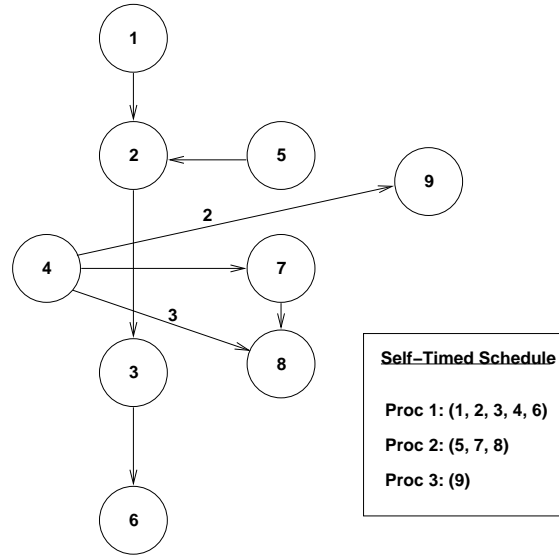 1
2
5
9
2
4
7
3
8
3
6
Self-Timed Schedule
Proc 1: (1, 2, 3, 4, 6)
Proc 2: (5, 7, 8)
Proc 3: (9)